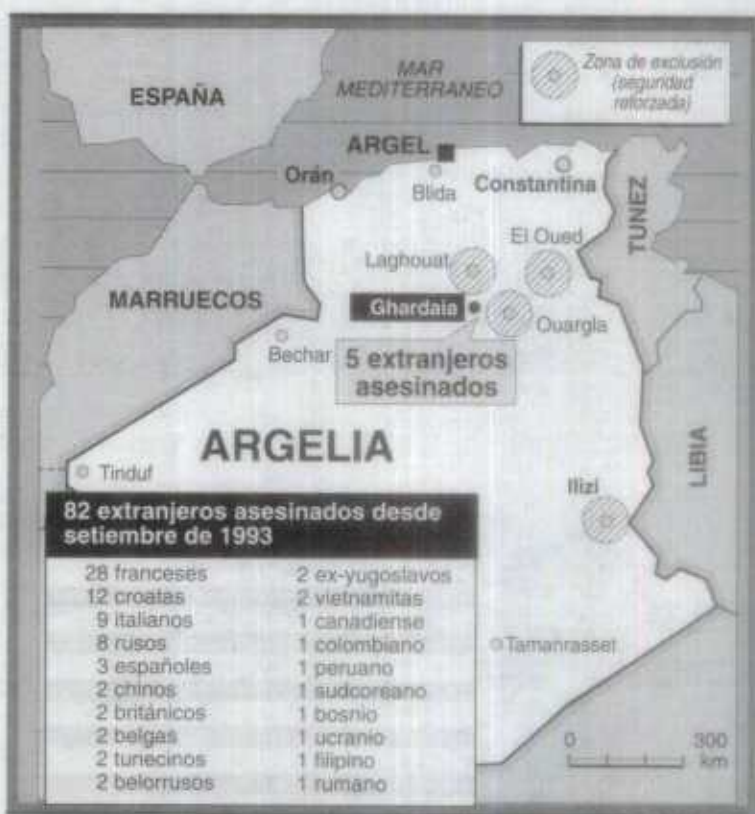 Zona de exclusión
(seguridad
reforzada)
MAR
MEDITERRANEO
ESPAÑA
ARGEL
Orán
Blida
Constantina
TUNEZ
El Oued
Laghouat
MARRUECOS
Ghardaia
Ouargla
Bechar
5 extranjeros
asesinados
ARGELIA
LIBIA
Tinduf
Ilizi
82 extranjeros asesinados desde
setiembre de 1993
28 franceses
12 croatas
9 italianos
8 rusos
3 españoles
2 chinos
2 británicos
2 belgas
2 tunecinos
2 belorrusos
2 ex-yugoslavos
2 vietnamitas
1 canadiense
1 colombiano
1 peruano
1 sudcoreano
1 bosnio
1 ucranio
1 filipino
1 rumano
Tamanrasset
0 300
km